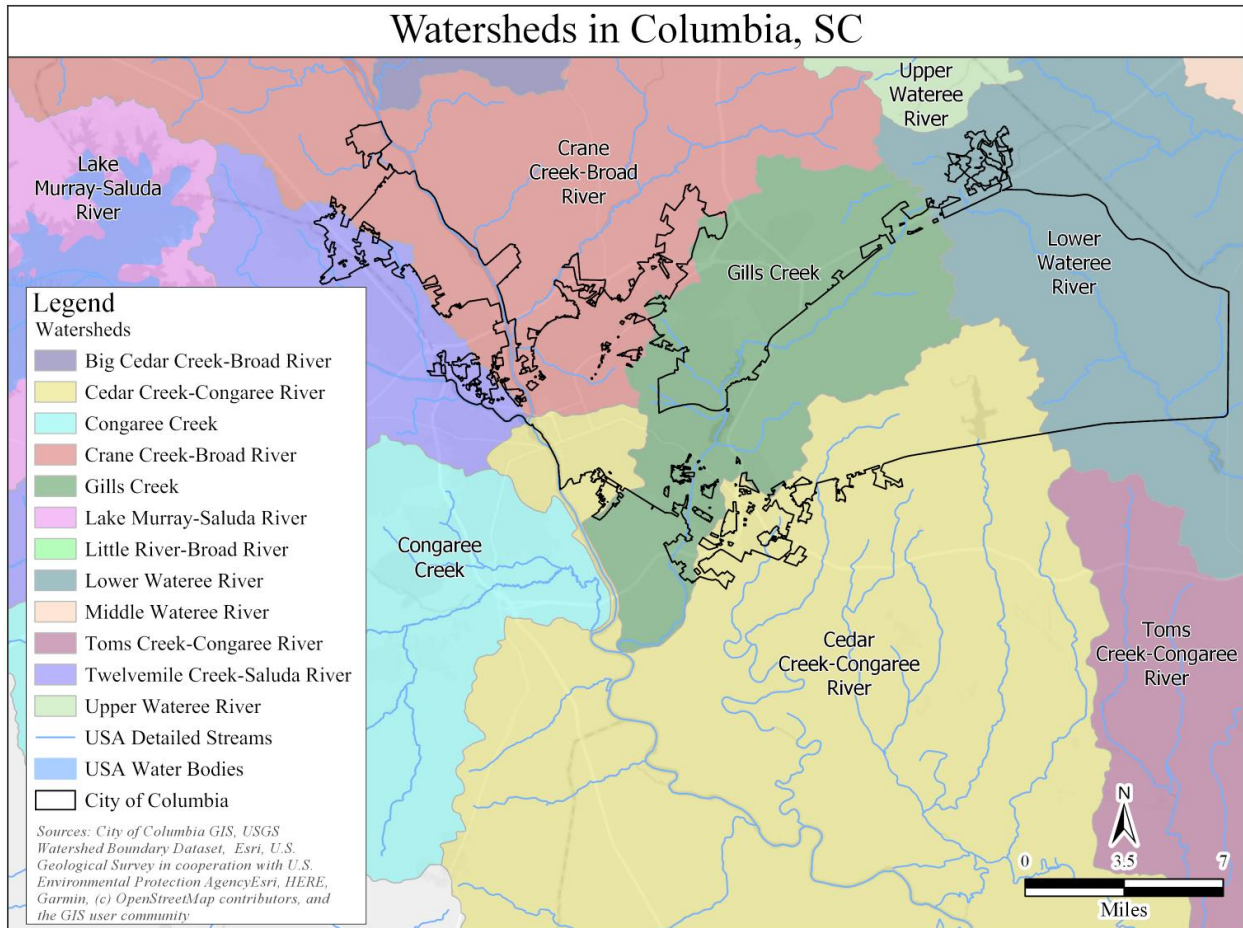 Watersheds in Columbia, SC
Upper
Wateree
River
Lake
Murray-Saluda
River
Crane
Creek-Broad
River
Gills Creek
Lower
Wateree
River
Legend
Watersheds
Big Cedar Creek-Broad River
Cedar Creek-Congaree River
Congaree Creek
Crane Creek-Broad River
Gills Creek
Lake Murray-Saluda River
Little River-Broad River
Lower Wateree River
Middle Wateree River
Toms Creek-Congaree River
Twelvemile Creek-Saluda River
Upper Wateree River
USA Detailed Streams
USA Water Bodies
City of Columbia
Sources: City of Columbia GIS, USGS
Watershed Boundary Dataset, Esri, U.S.
Geological Survey in cooperation with U.S.
Environmental Protection AgencyEsri, HERE,
Garmin, (c) OpenStreetMap contributors, and
the GIS user community
Congaree
Creek
Cedar
Creek-Congaree
River
Toms
Creek-Congaree
River
N
0 3.5 7
Miles